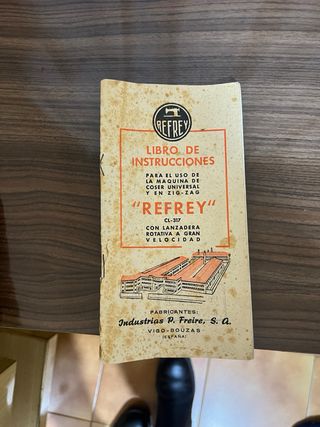 REFREY
LIBRO DE
INSTRUCCIONES
PARA EL USO DE
LA MAQUINA DE
COSER UNIVERSAL
Y EN ZIG-ZAG
"REFREY"
CL-317
CON LANZADERA
ROTATIVA A GRAN
VELOCIDAD
FABRICANTES:
Industrias P. Freire, S. A.
VIGO-BOUZAS
(ESPAÑA)